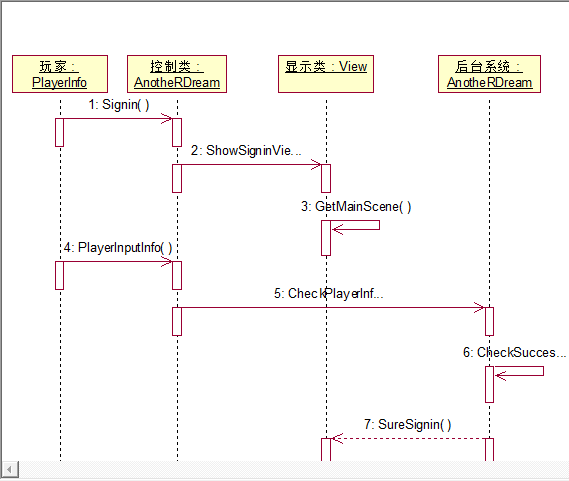 玩家：
PlayerInfo
控制类：
AnotheRDream
显示类：View
后台系统：
AnotheRDream
1: Signin( )
2: ShowSigninVie...
3: GetMainScene( )
4: PlayerInputInfo( )
5: CheckPlayerInf...
6: CheckSucces...
7: SureSignin( )